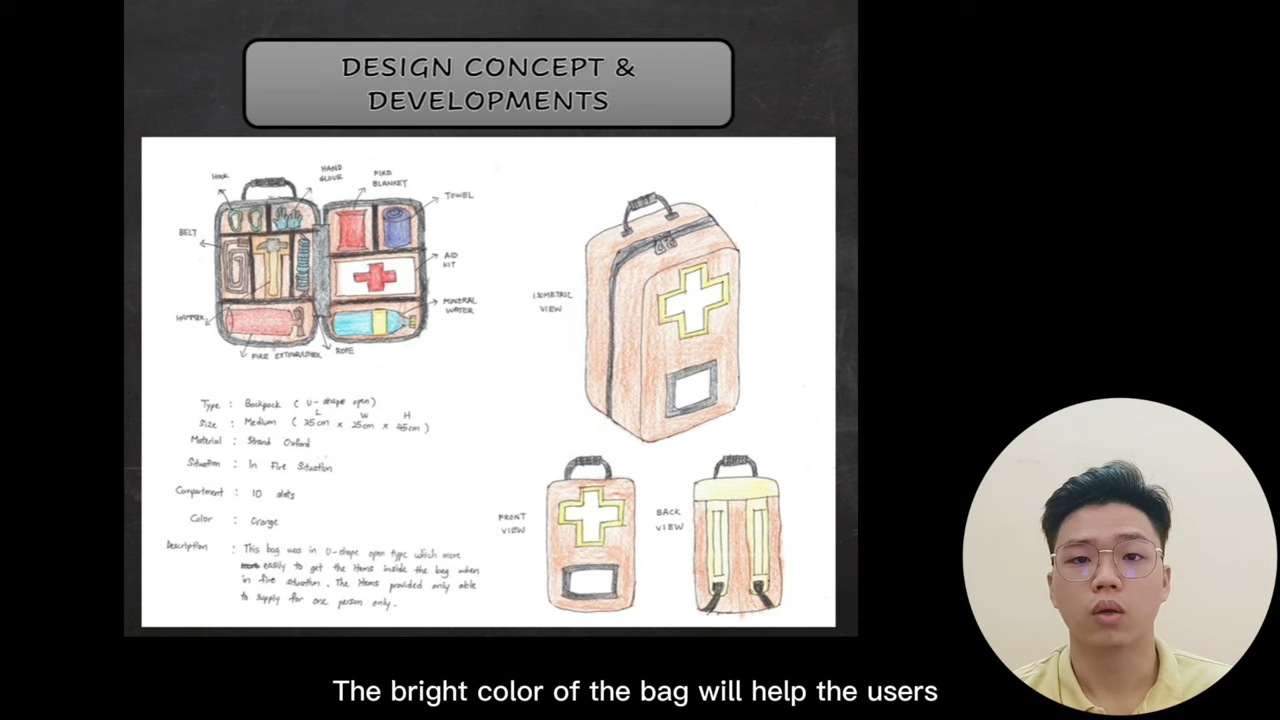 DESIGN CONCEPT &
DEVELOPMENTS
HOOK
HAND
GLOVE
FIRE
BLANKET
TOWEL
BELT
AID
KIT
HAMMER
MINERAL
WATER
FIRE EXTINGUISHER
ROPE
ISOMETRIC
VIEW
FRONT
VIEW
BACK
VIEW
Type : Backpack ( U-shape open)
L W H
Size : Medium ( 35cm x 25cm x 45cm )
Material : Strand Oxford
Situation : In Fire Situation
Compartment : 10 slots
Color : Orange
Description : This bag was in U-shape open type which more
easily to get the items inside the bag when
in fire situation. The items provided only able
to supply for one person only.
The bright color of the bag will help the users